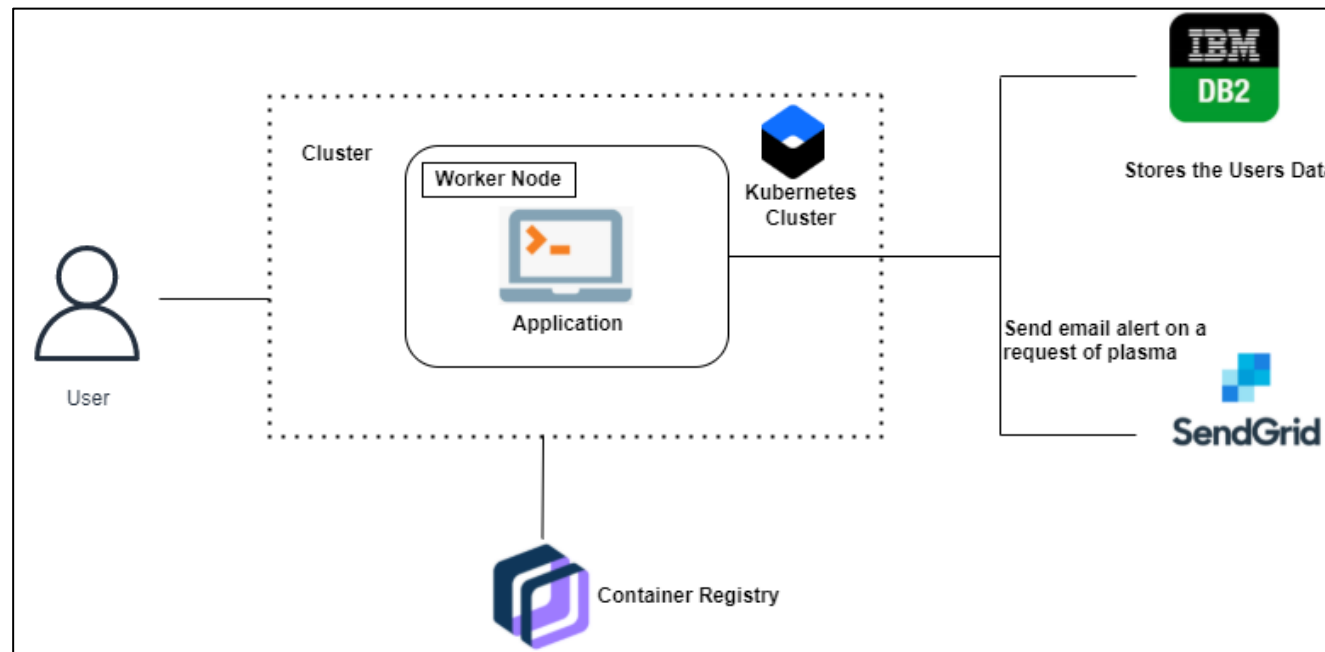 IBM
DB2
Stores the Users Data
Cluster
Worker Node
Kubernetes
Cluster
Application
User
Send email alert on a
request of plasma
SendGrid
Container Registry